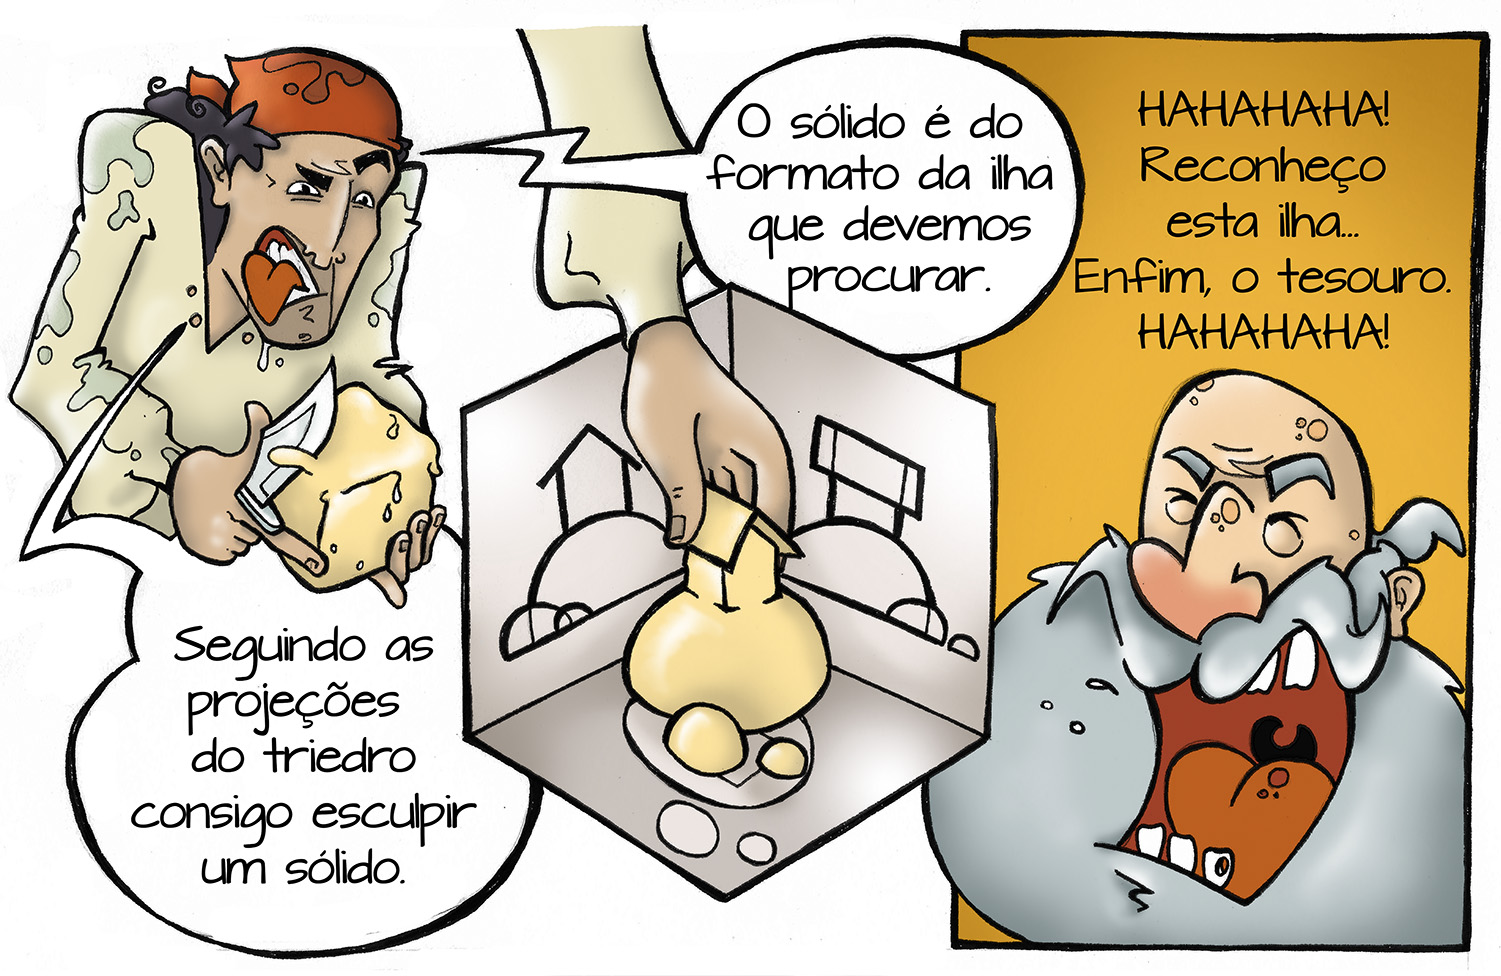 Seguindo as
projeções
do triedro
consigo esculpir
um sólido.
O sólido é do
formato da ilha
que devemos
procurar.
HAHAHAHA!
Reconheço
esta ilha...
Enfim, o tesouro.
HAHAHAHA!